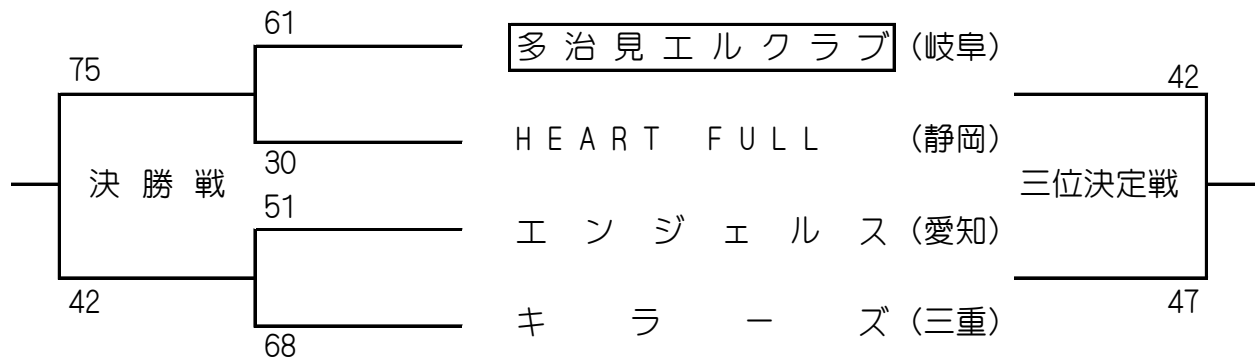 61
多治見エルクラブ (岐阜)
75
42
HEART FULL (静岡)
30
決勝戦
三位決定戦
51
エンジェルス (愛知)
42
47
キラーズ (三重)
68